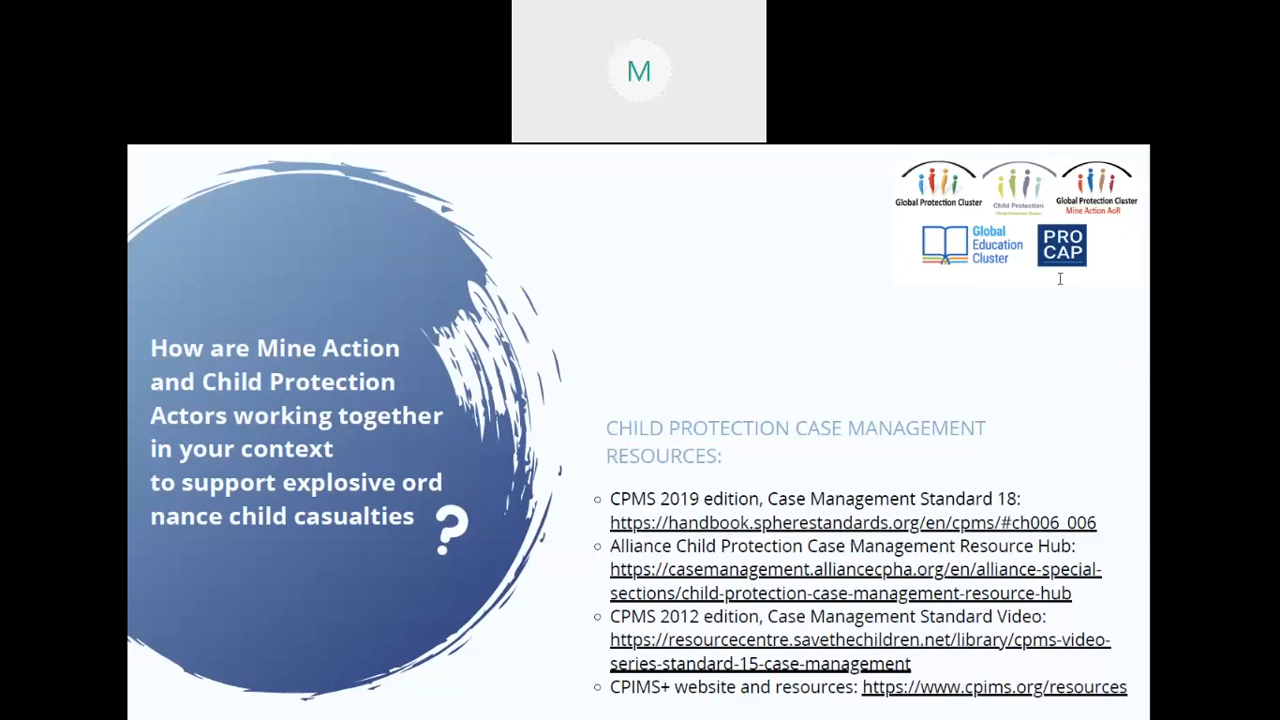 M
Global Protection Cluster
Child Protection
Global Protection Cluster
Mine Action AoR
Global
Education
Cluster
PRO
CAP
How are Mine Action
and Child Protection
Actors working together
in your context
to support explosive ord
nance child casualties
?
CHILD PROTECTION CASE MANAGEMENT
RESOURCES:
CPMS 2019 edition, Case Management Standard 18:
https://handbook.spherestandards.org/en/cpms/#ch006_006
Alliance Child Protection Case Management Resource Hub:
https://casemanagement.alliancecpha.org/en/alliance-special-
sections/child-protection-case-management-resource-hub
CPMS 2012 edition, Case Management Standard Video:
https://resourcecentre.savethechildren.net/library/cpms-video-
series-standard-15-case-management
CPIMS+ website and resources: https://www.cpims.org/resources